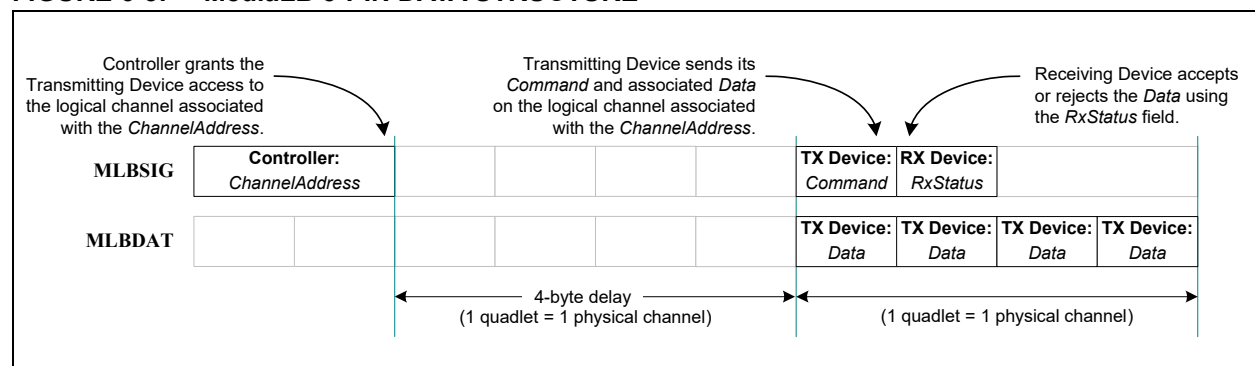 Controller grants the
Transmitting Device access to
the logical channel associated
with the ChannelAddress.
Transmitting Device sends its
Command and associated Data
on the logical channel associated
with the ChannelAddress.
Receiving Device accepts
or rejects the Data using
the RxStatus field.
MLBSIG
Controller:
ChannelAddress
TX Device:
Command
RX Device:
RxStatus
MLBDAT
TX Device:
Data
TX Device:
Data
TX Device:
Data
TX Device:
Data
4-byte delay
(1 quadlet = 1 physical channel)
(1 quadlet = 1 physical channel)